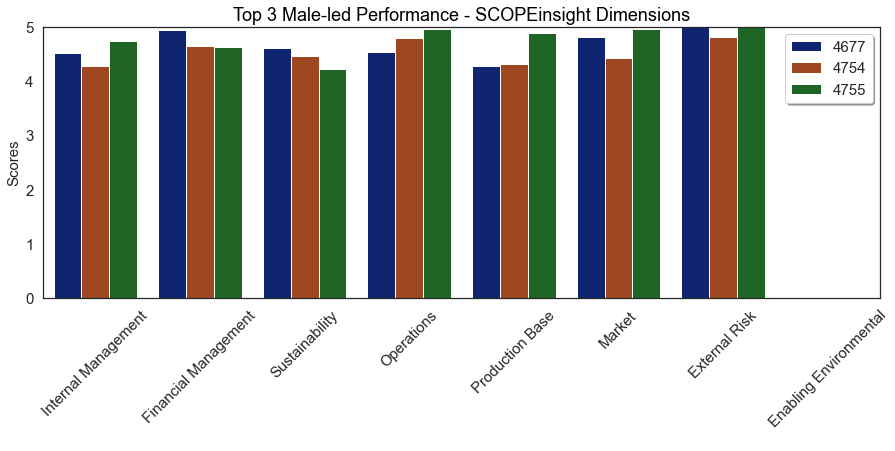 Top 3 Male-led Performance - SCOPEinsight Dimensions
5
4
3
2
1
0
Scores
4677
4754
4755
Internal Management
Financial Management
Sustainability
Operations
Production Base
Market
External Risk
Enabling Environmental